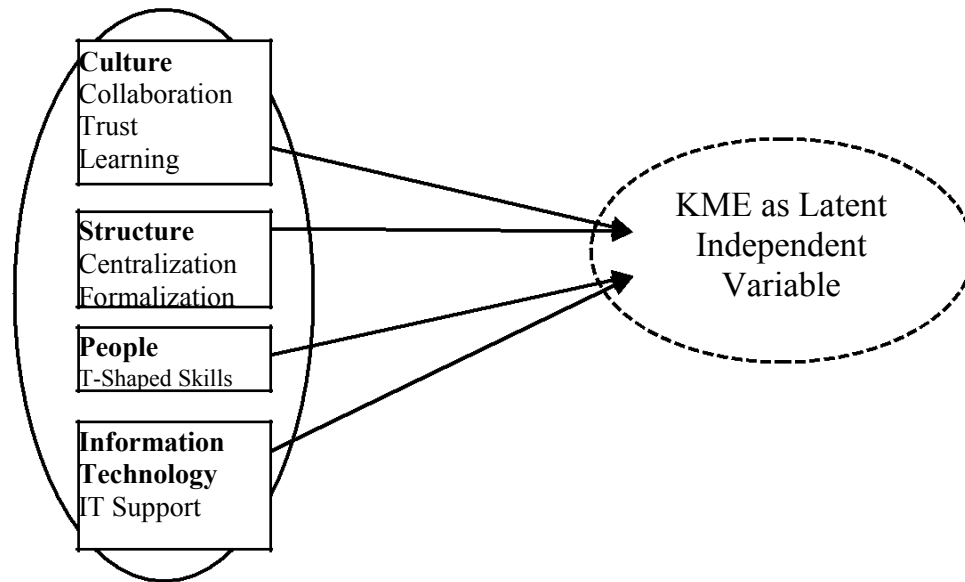 Culture
Collaboration
Trust
Learning
Structure
Centralization
Formalization
People
T-Shaped Skills
Information
Technology
IT Support
KME as Latent
Independent
Variable